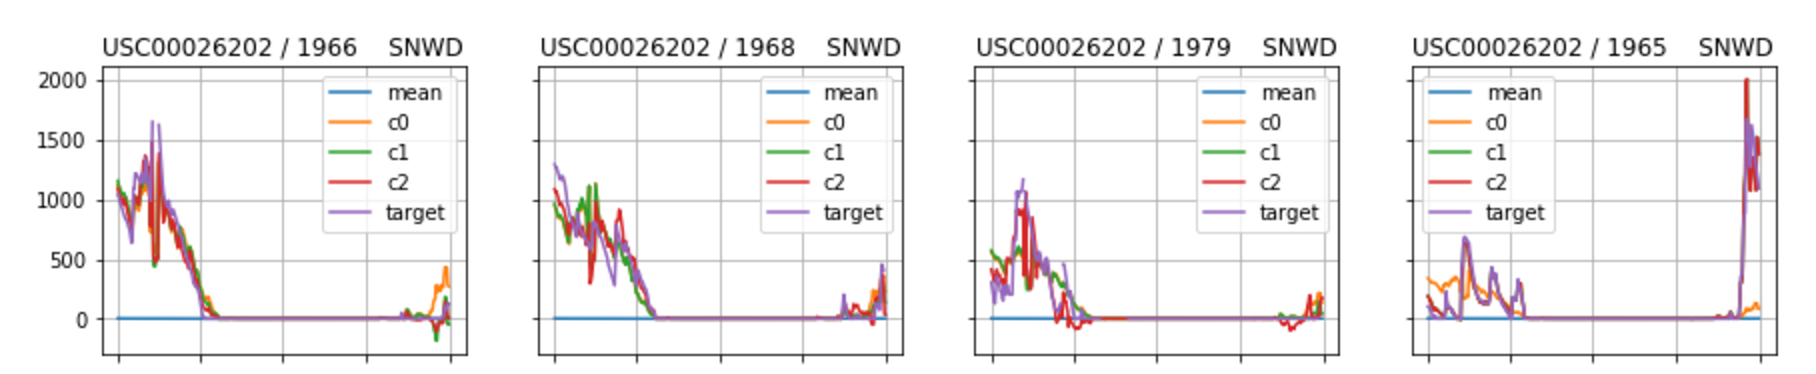 USC00026202 / 1966 SNWD
2000
1500
1000
500
0
mean
c0
c1
c2
target
USC00026202 / 1968 SNWD
mean
c0
c1
c2
target
USC00026202 / 1979 SNWD
mean
c0
c1
c2
target
USC00026202 / 1965 SNWD
mean
c0
c1
c2
target